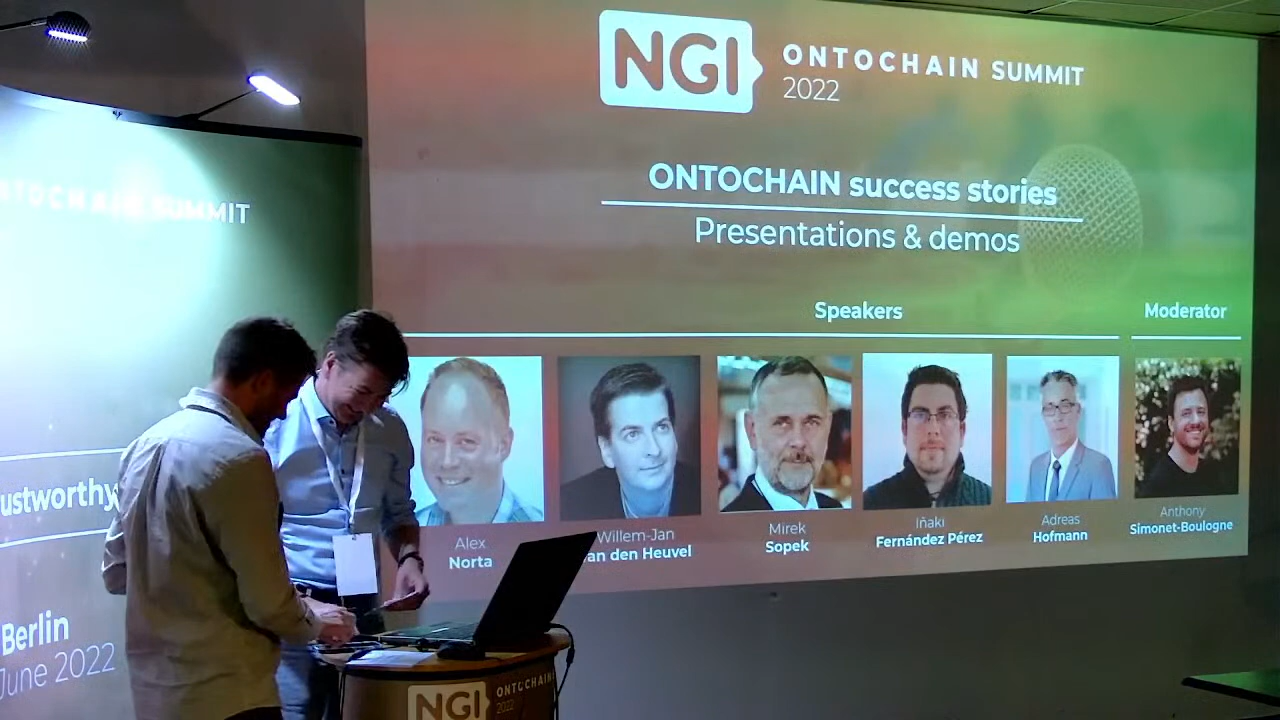 NGI ONTOCHAIN SUMMIT
2022
ONTOCHAIN success stories
Presentations & demos
Speakers
Moderator
Alex
Norta
Willem-Jan
an den Heuvel
Mirek
Sopek
Iñaki
Fernández Pérez
Adreas
Hofmann
Anthony
Simonet-Boulogne
NTOCHAIN SUMMIT
ustworthy
Berlin
June 2022
NGI ONTOCHAIN
2022